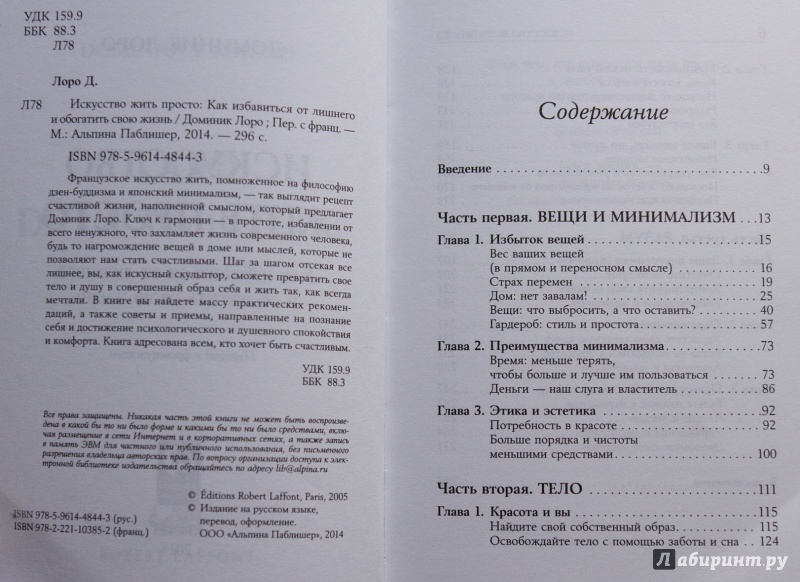 УДК 159.9
ББК 88.3
Л78
Лоро Д.
Л78 Искусство жить просто: Как избавиться от лишнего
и обогатить свою жизнь / Доминик Лоро ; Пер. с франц. —
М.: Альпина Паблишер, 2014. — 296 с.
ISBN 978-5-9614-4844-3
Французское искусство жить, помноженное на философию
дзен-буддизма и японский минимализм, — так выглядит рецепт
счастливой жизни, наполненной смыслом, который предлагает
Доминик Лоро. Ключ к гармонии — в простоте, избавлении от
всего ненужного, что захламляет жизнь современного человека,
будь то нагромождение вещей в доме или мыслей, которые не
позволяют нам стать счастливыми. Шаг за шагом отсекая все
лишнее, вы, как искусный скульптор, сможете превратить свое
тело и душу в совершенный образ себя и жить так, как всегда
мечтали. В книге вы найдете массу практических рекомен-
даций, а также советы и приемы, направленные на познание
себя и достижение психологического и душевного спокойствия
и комфорта. Книга адресована всем, кто хочет быть счастливым.
УДК 159.9
ББК 88.3
Все права защищены. Никакая часть этой книги не может быть воспроизве-
дена в какой бы то ни было форме и какими бы то ни было средствами, вклю-
чая размещение в сети Интернет и в корпоративных сетях, а также запись
в память ЭВМ для частного или публичного использования, без письменного
разрешения владельца авторских прав. По вопросу организации доступа к элек-
тронной библиотеке издательства обращайтесь по адресу lib@alpina.ru
© Éditions Robert Laffont, Paris, 2005
© Издание на русском языке,
перевод, оформление.
ООО «Альпина Паблишер», 2014
ISBN 978-5-9614-4844-3 (рус.)
ISBN 978-2-221-10385-2 (франц.)
Содержание
Введение 9
Часть первая. ВЕЩИ И МИНИМАЛИЗМ 13
Глава 1. Избыток вещей 15
Вес ваших вещей
(в прямом и переносном смысле) 16
Страх перемен 19
Дом: нет завалам! 25
Вещи: что выбросить, а что оставить? 40
Гардероб: стиль и простота 57
Глава 2. Преимущества минимализма 73
Время: меньше терять,
чтобы больше и лучше им пользоваться 73
Деньги — наш слуга и властитель 86
Глава 3. Этика и эстетика 92
Потребность в красоте 92
Больше порядка и чистоты
меньшими средствами 100
Часть вторая. ТЕЛО 111
Глава 1. Красота и вы 115
Найдите свой собственный образ 115
Освобождайте тело с помощью заботы и сна 124
Лабиринт.ру